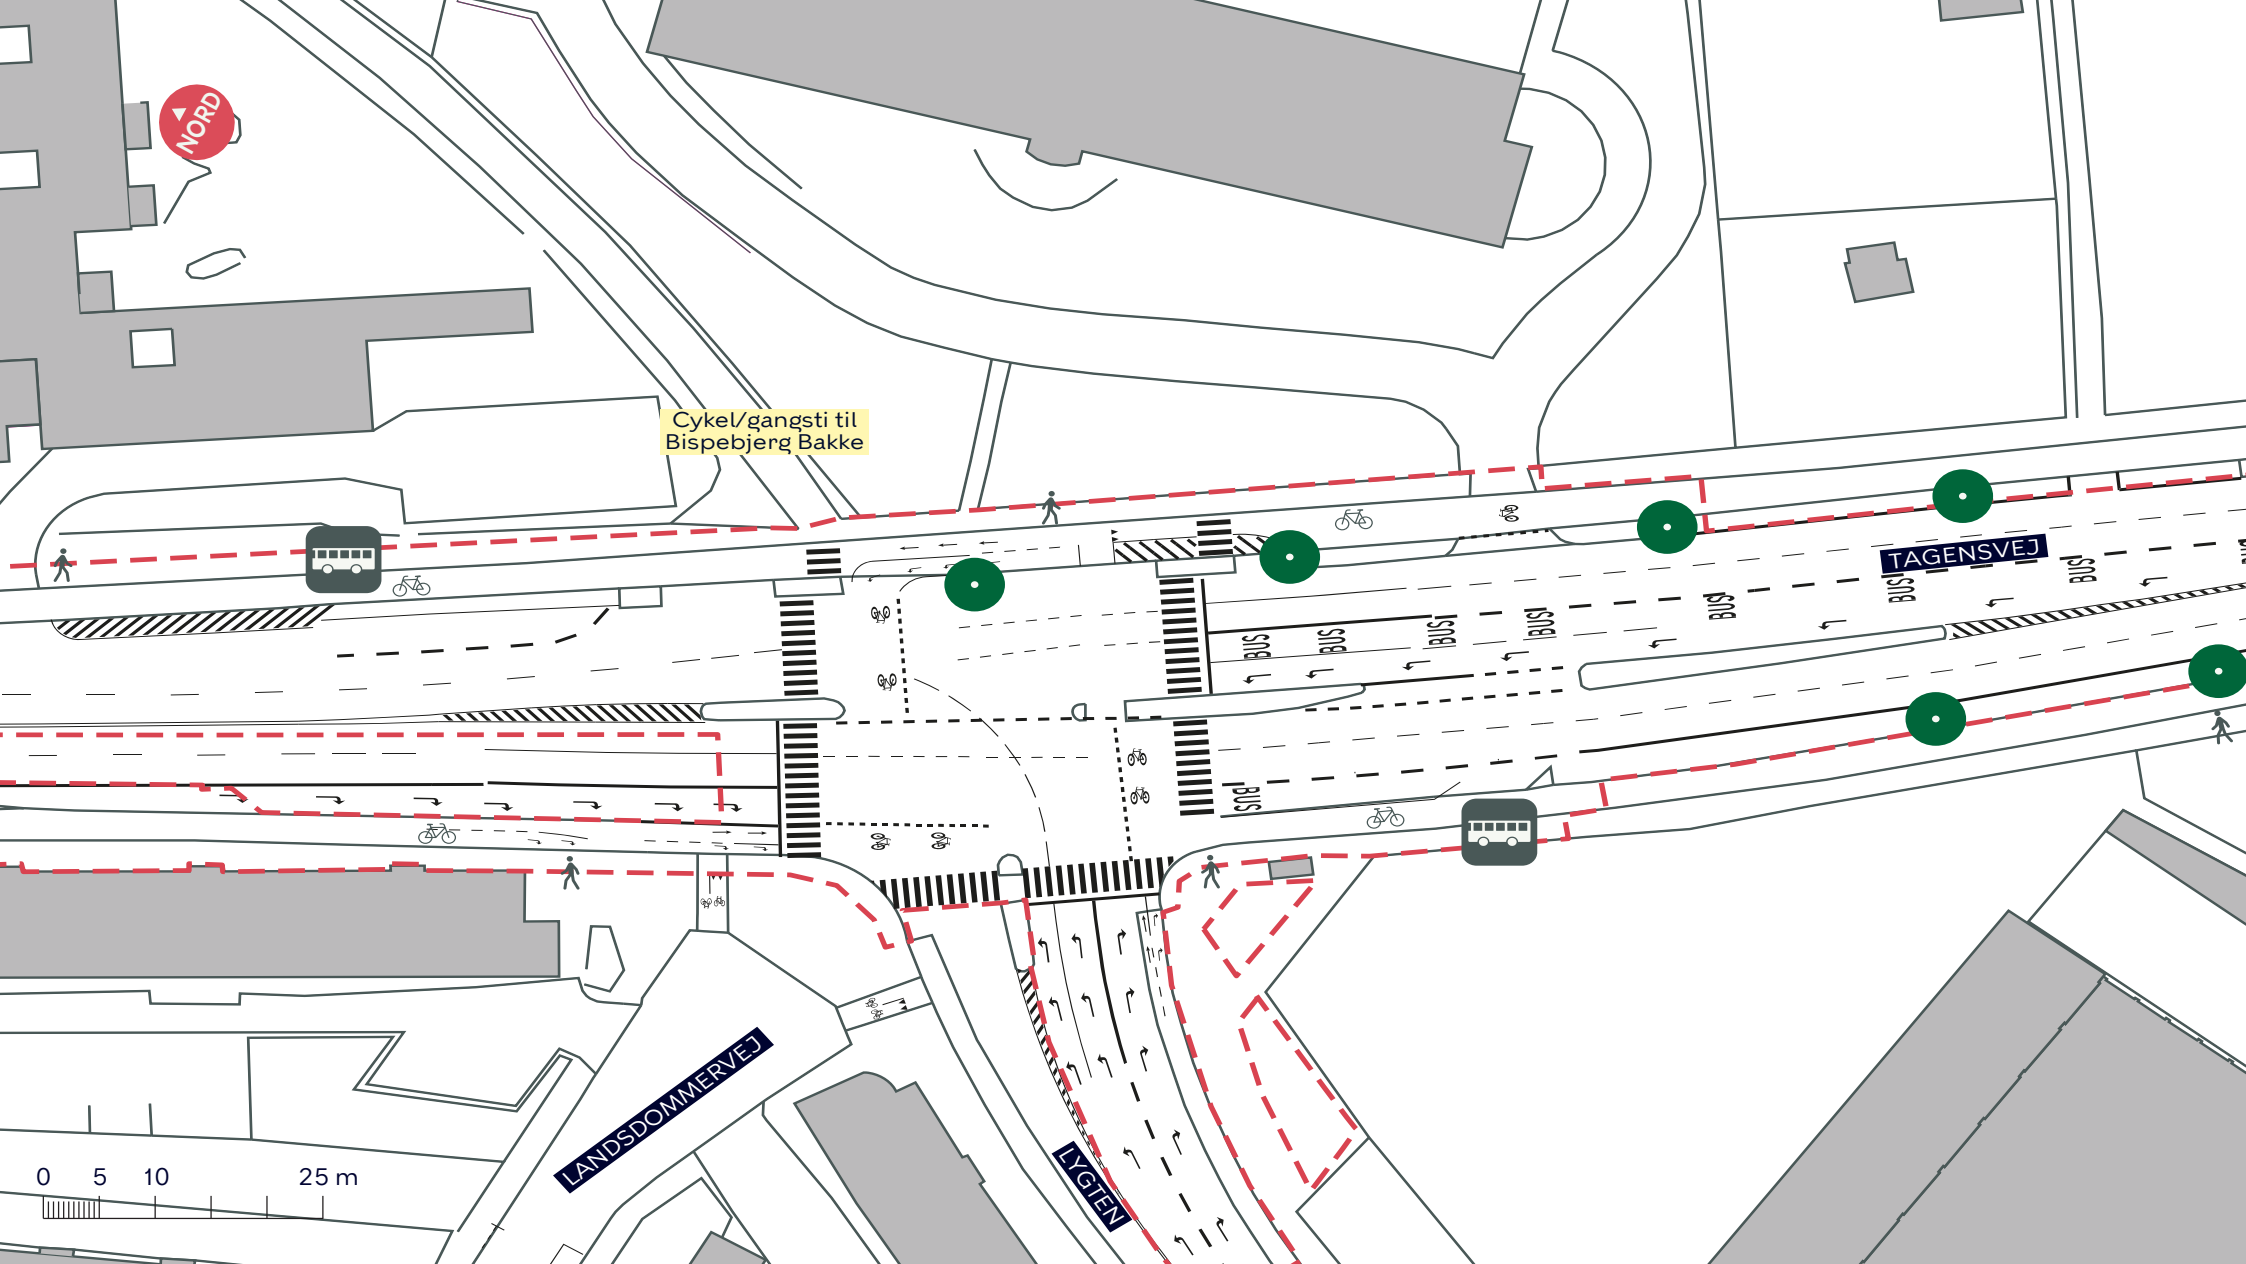 NORD
Cykel/gangsti til
Bispebjerg Bakke
TAGENSVEJ
BUS
BUS
BUS
BUS
BUS
BUS
BUS
BUS
LANDSDOMMERVEJ
LYGTEN
0 5 10 25 m